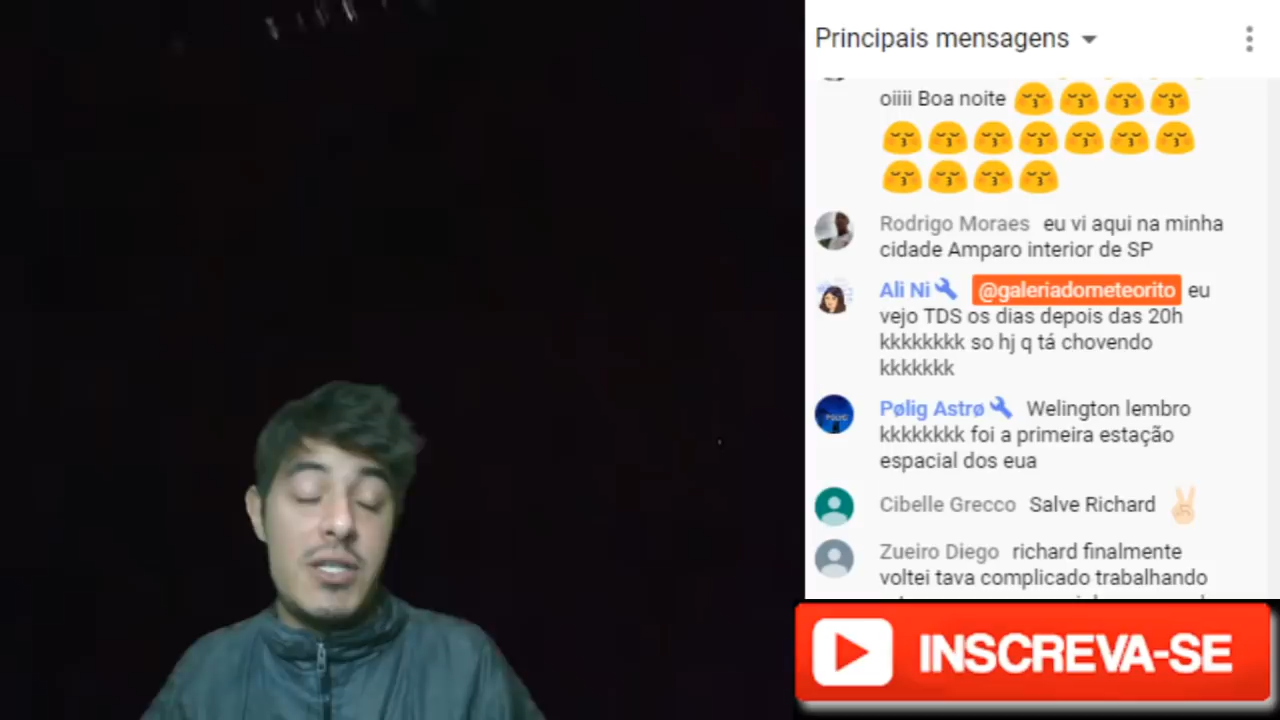 Principais mensagens
oiiii Boa noite
Rodrigo Moraes eu vi aqui na minha
cidade Amparo interior de SP
Ali Ni @galeriadometeorito eu
vejo TDS os dias depois das 20h
kkkkkkkk so hj q tá chovendo
kkkkkkk
Pølig Astrø Welington lembro
kkkkkkkk foi a primeira estação
espacial dos eua
Cibelle Grecco Salve Richard
Zueiro Diego richard finalmente
voltei tava complicado trabalhando
INSCREVA-SE